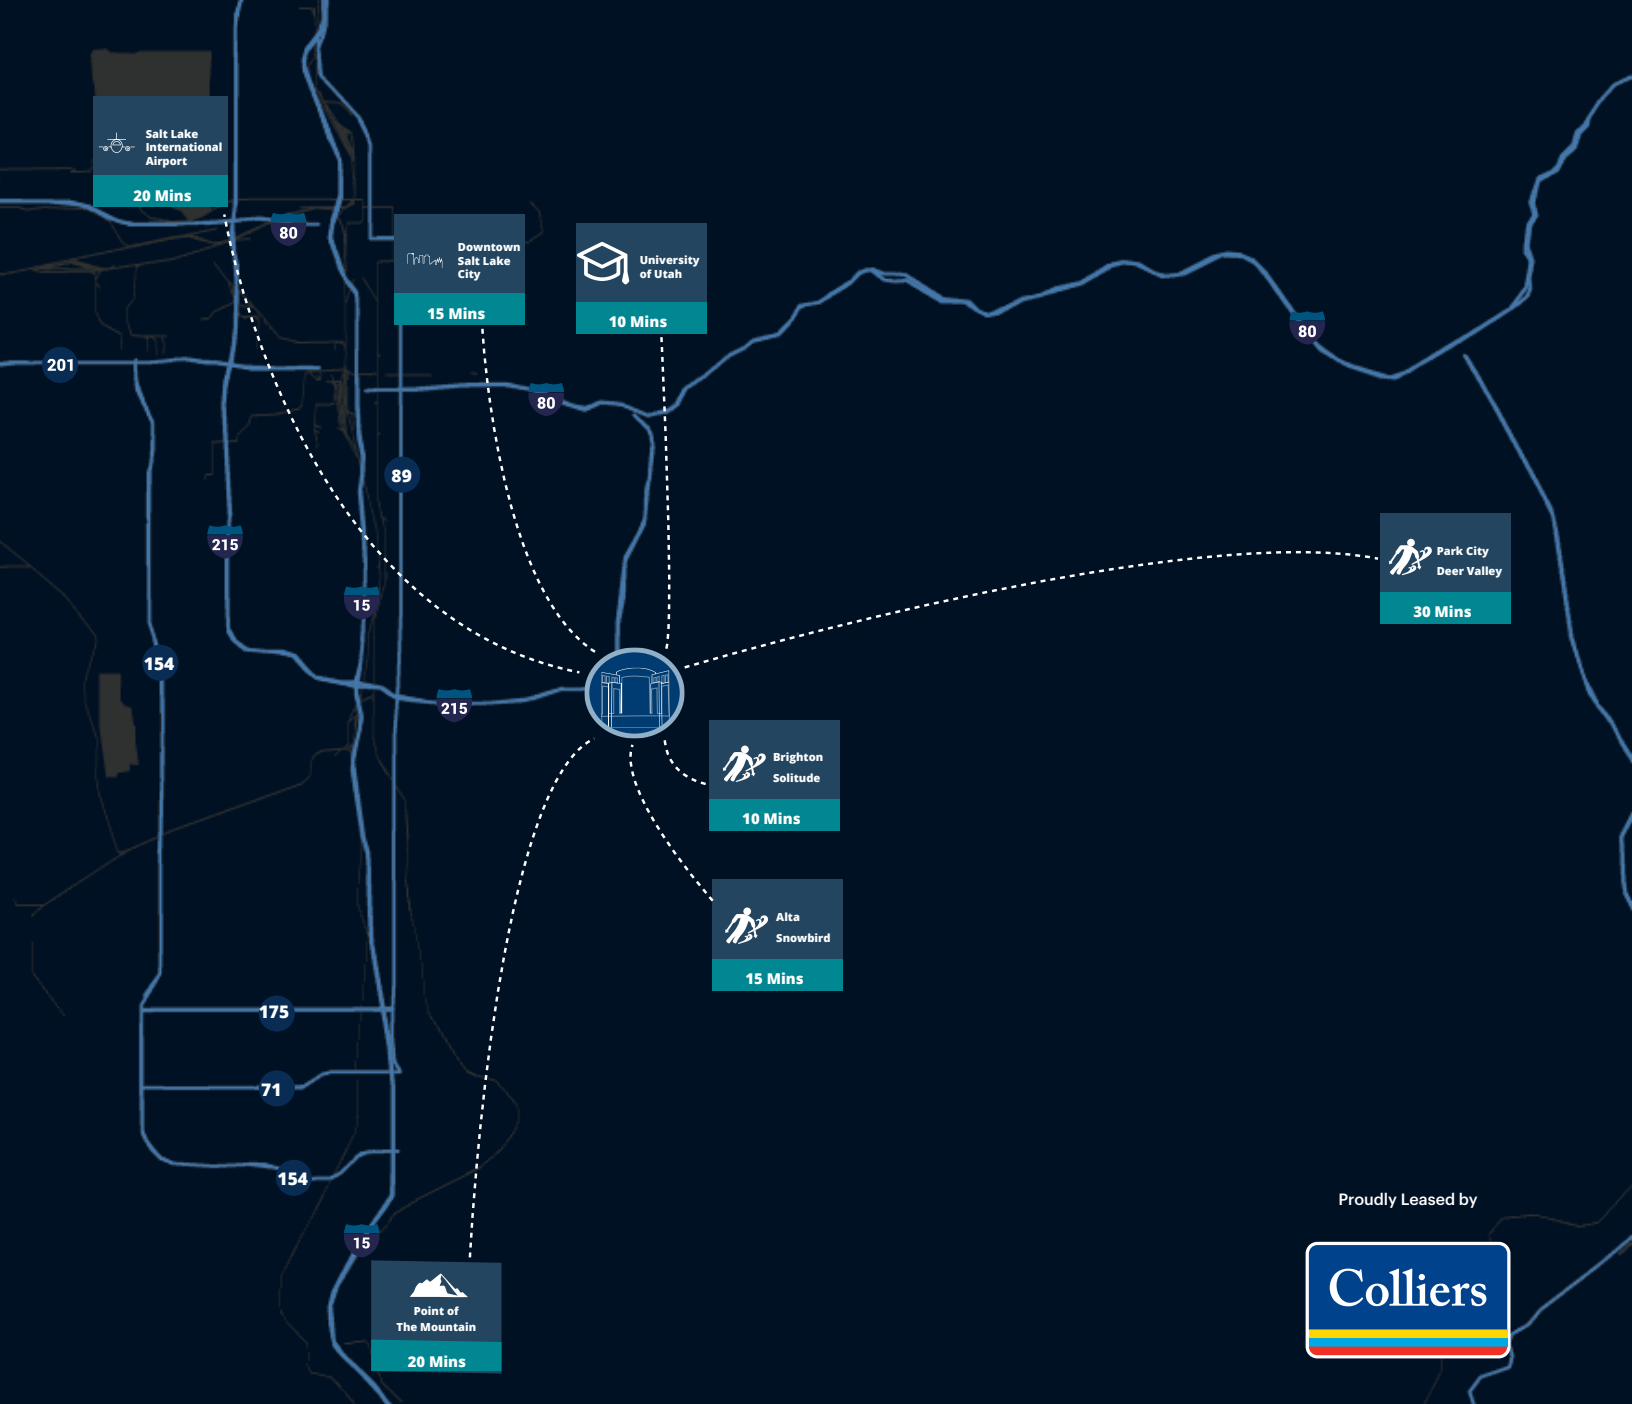 Salt Lake
International
Airport
20 Mins
80
Downtown
Salt Lake
City
15 Mins
University
of Utah
10 Mins
80
201
80
89
215
15
Park City
Deer Valley
30 Mins
154
215
Brighton
Solitude
10 Mins
Alta
Snowbird
15 Mins
175
71
154
15
Point of
The Mountain
20 Mins
Proudly Leased by
Colliers